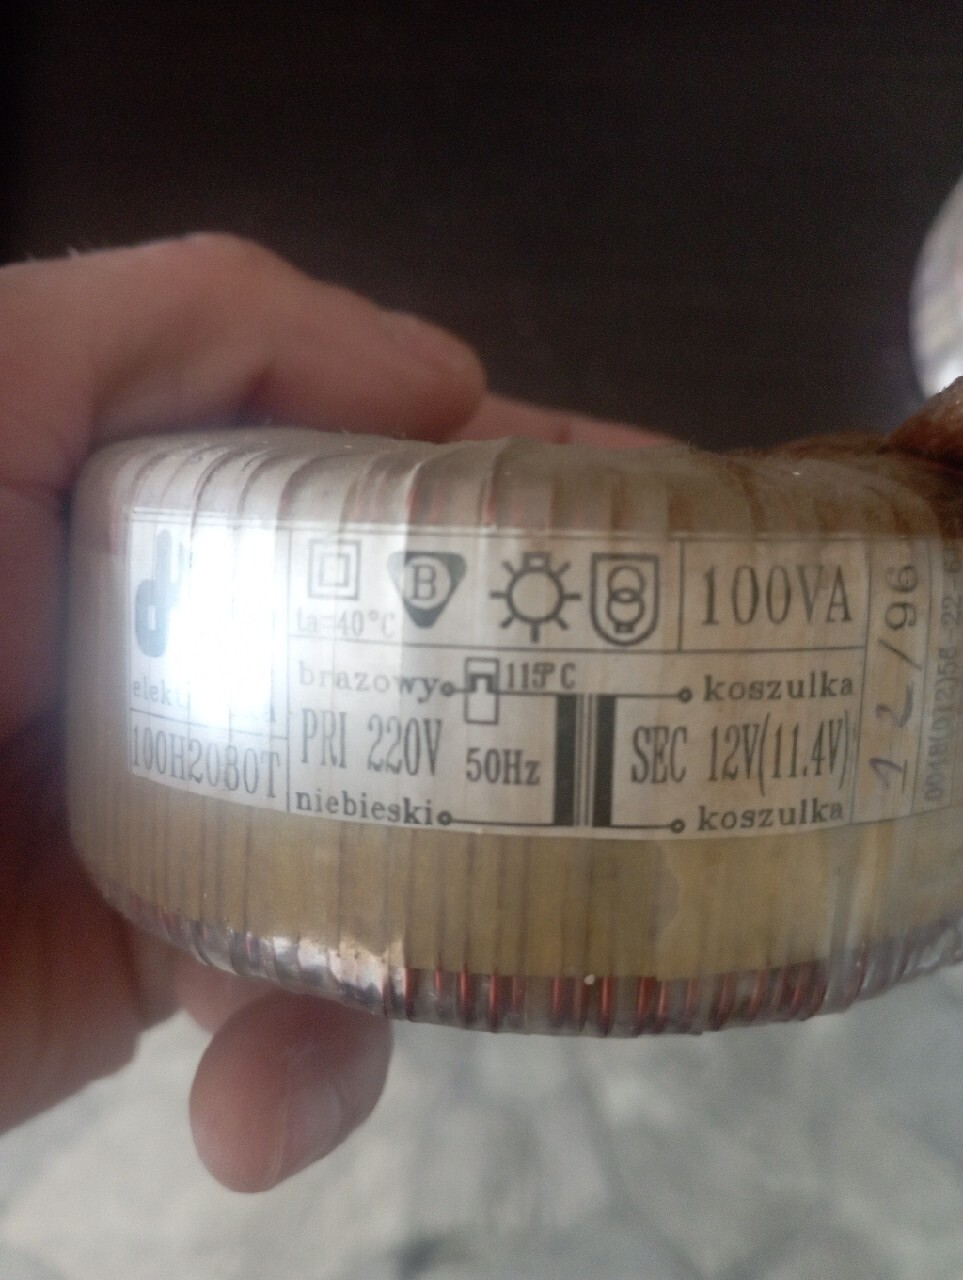 B
100VA
ta=40°C
brazowy
115°C
koszulka
PRI 220V
50Hz
SEC 12V(11.4V)
niebieski
koszulka
100H2080T
12/96